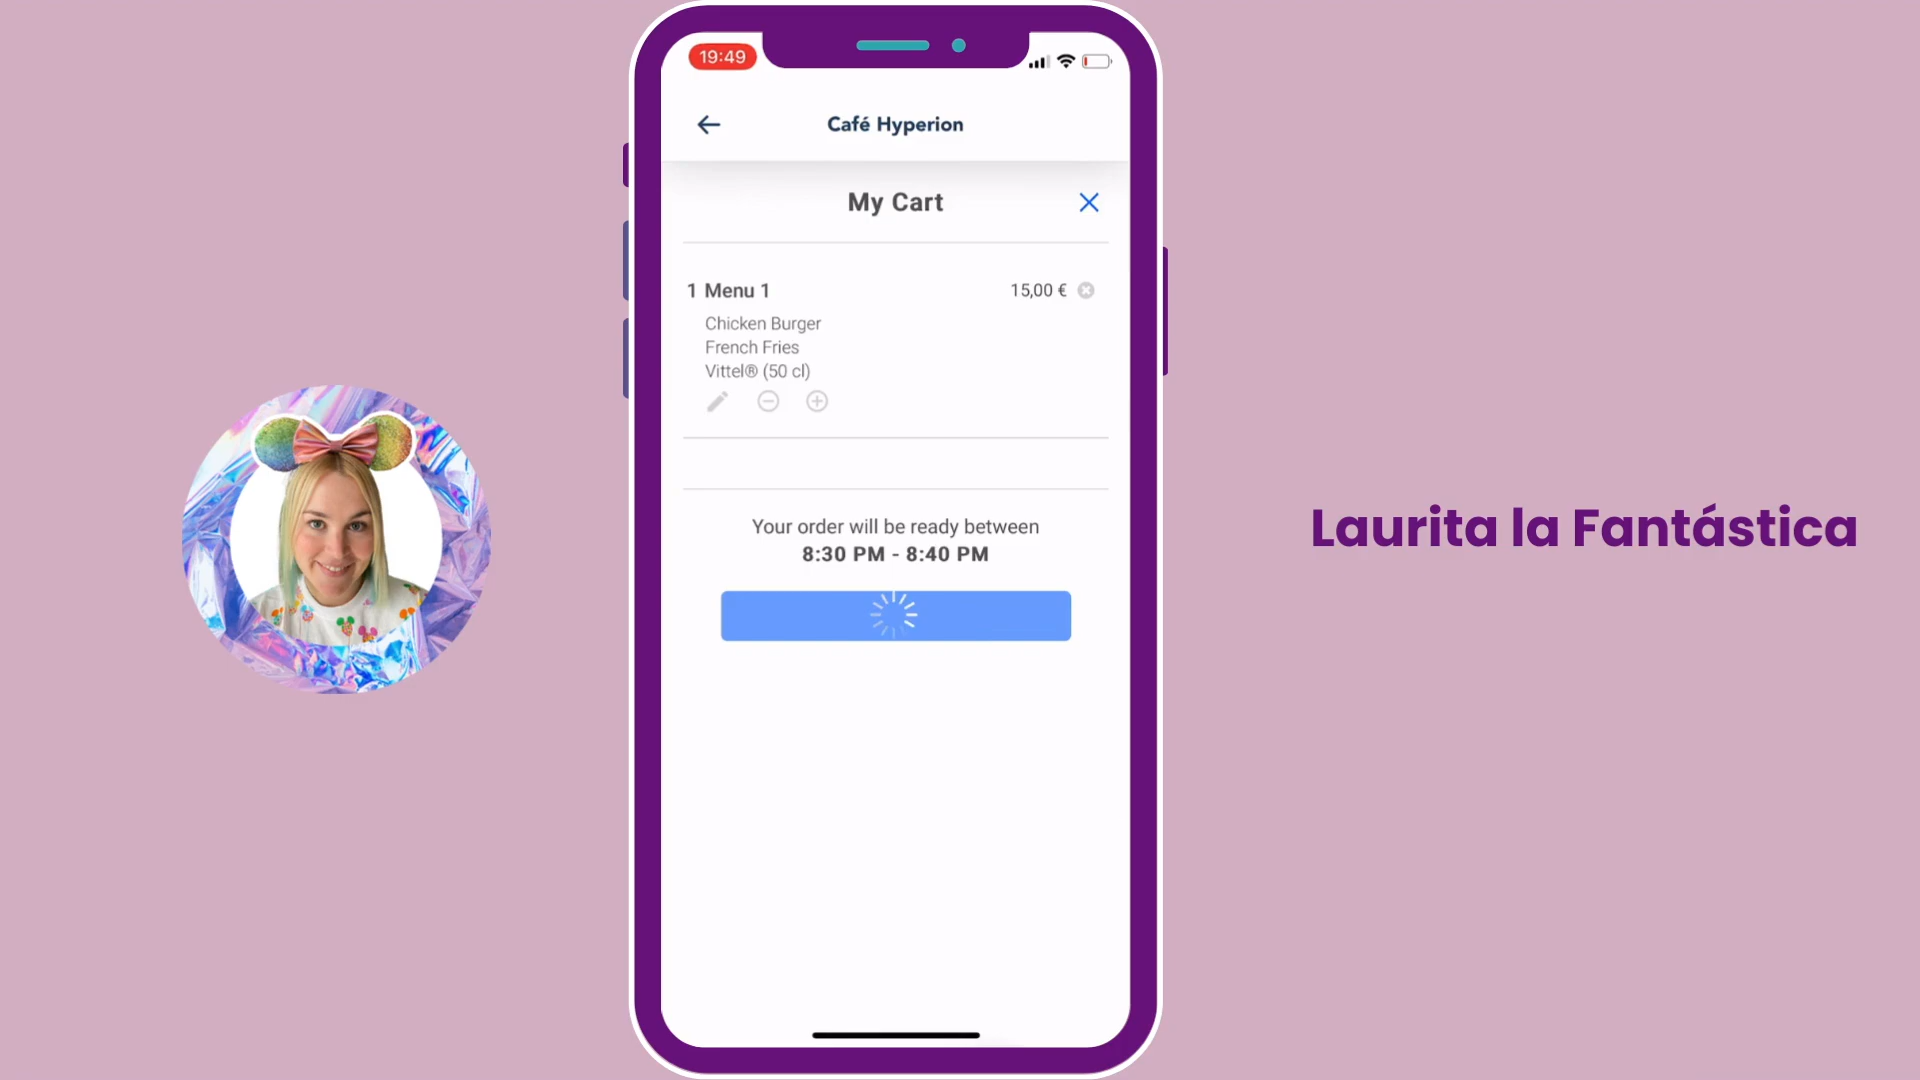 19:49
Café Hyperion
My Cart
1 Menu 1 15,00 €
Chicken Burger
French Fries
Vittel® (50 cl)
Your order will be ready between
8:30 PM - 8:40 PM
Laurita la Fantástica